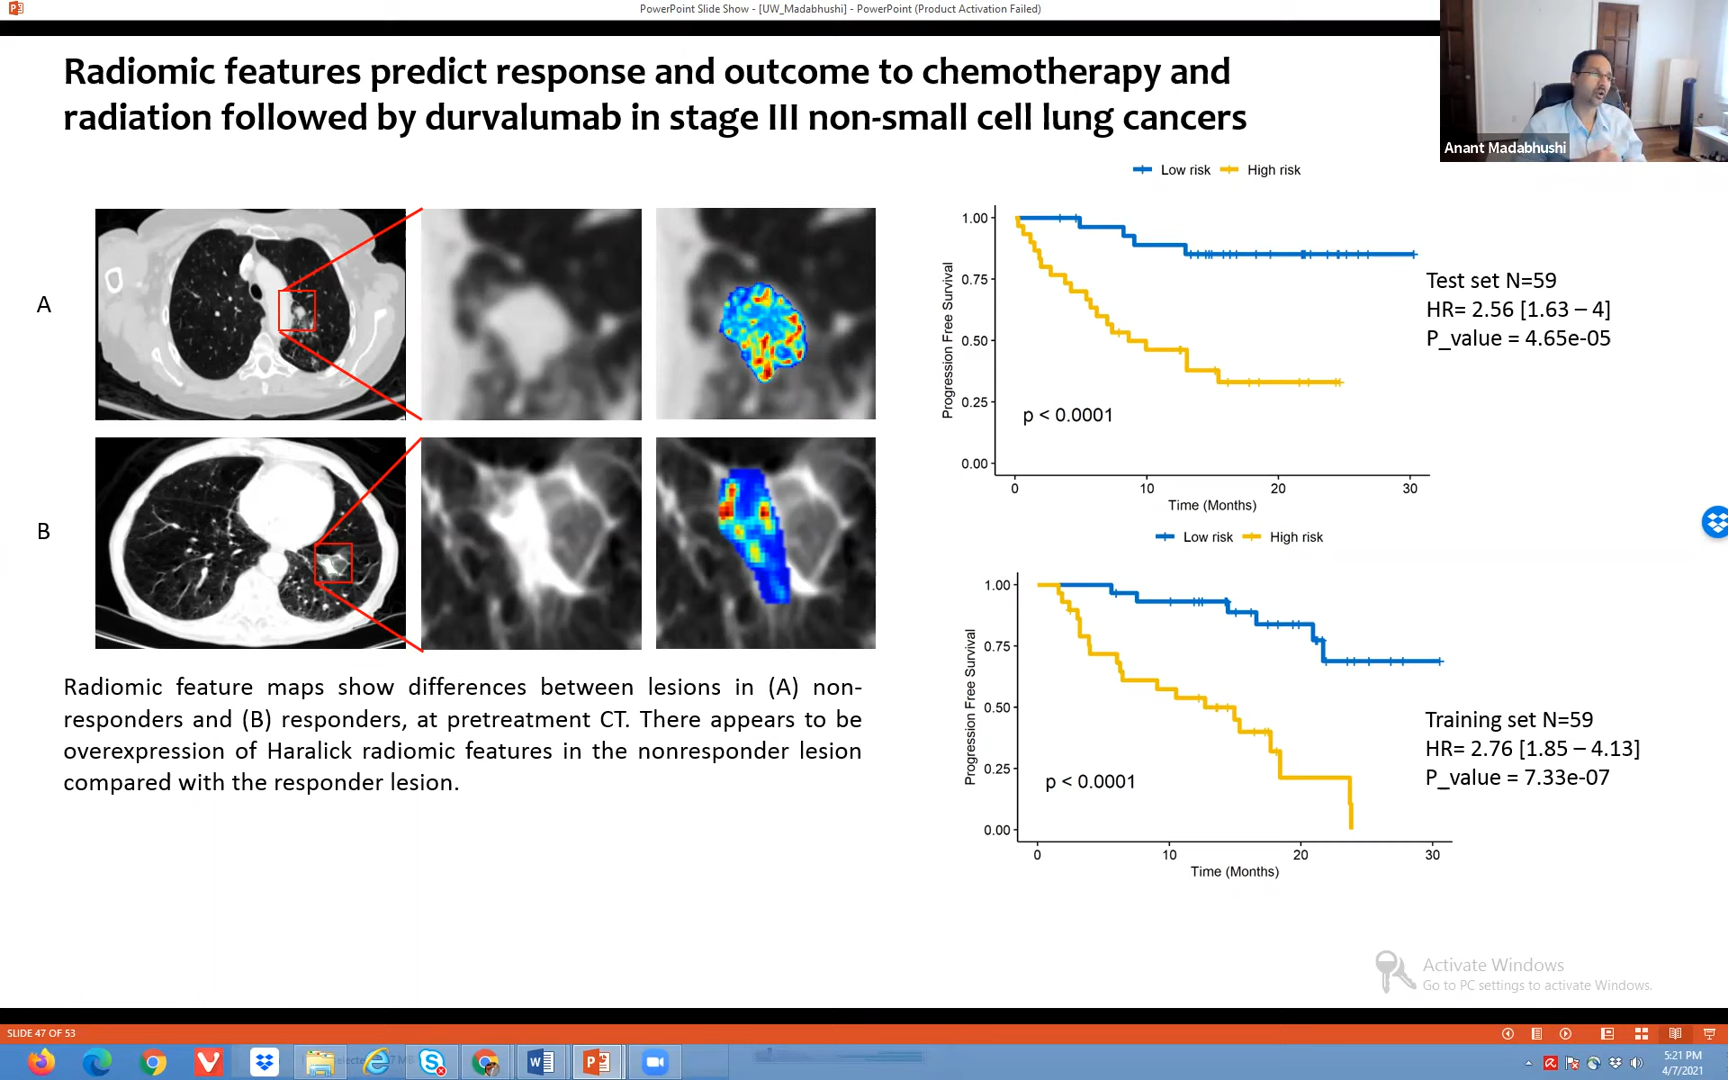 PowerPoint Slide Show - [UW_Madabhushi] - PowerPoint (Product Activation Failed)
Radiomic features predict response and outcome to chemotherapy and
radiation followed by durvalumab in stage III non-small cell lung cancers
Anant Madabhushi
A
B
Radiomic feature maps show differences between lesions in (A) non-
responders and (B) responders, at pretreatment CT. There appears to be
overexpression of Haralick radiomic features in the nonresponder lesion
compared with the responder lesion.
Low risk High risk
Progression Free Survival
1.00
0.75
0.50
0.25
0.00
p < 0.0001
0 10 20 30
Time (Months)
Test set N=59
HR= 2.56 [1.63 – 4]
P_value = 4.65e-05
Low risk High risk
Progression Free Survival
1.00
0.75
0.50
0.25
0.00
p < 0.0001
0 10 20 30
Time (Months)
Training set N=59
HR= 2.76 [1.85 – 4.13]
P_value = 7.33e-07
Activate Windows
Go to PC settings to activate Windows.
SLIDE 47 OF 53
5:21 PM
4/7/2021